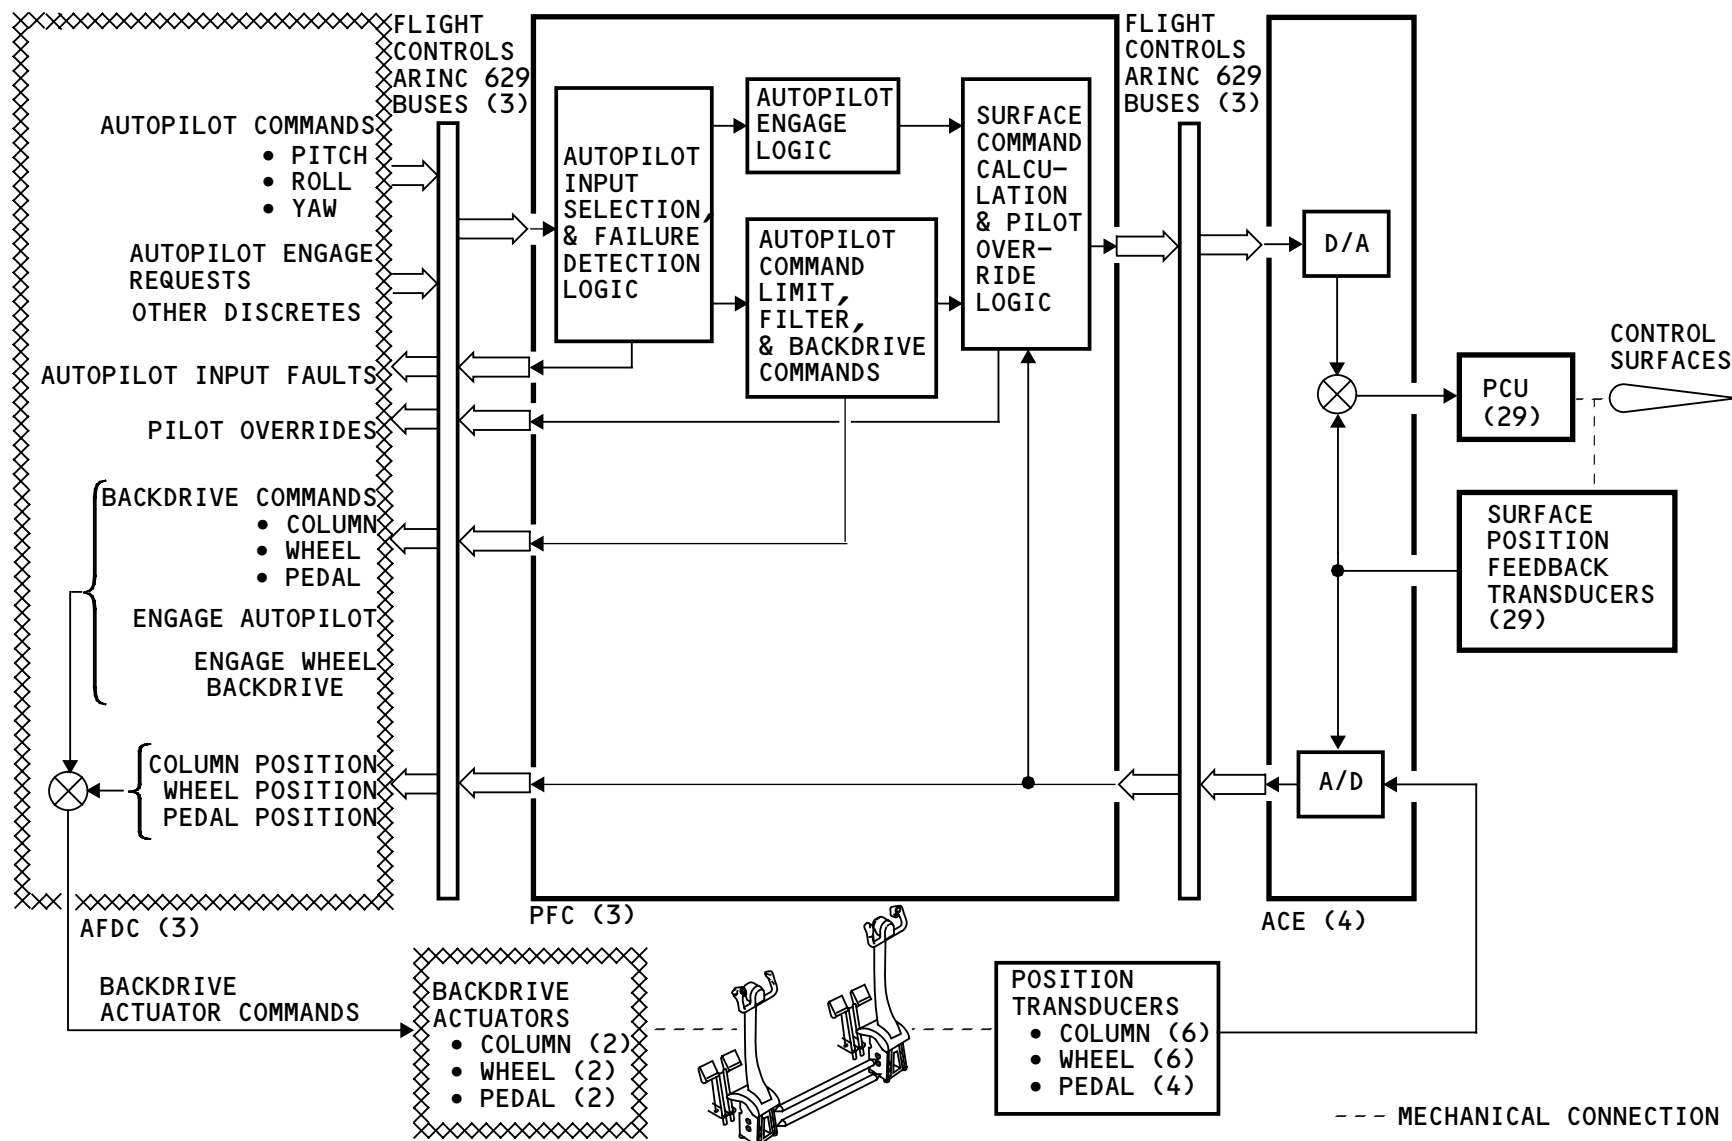 FLIGHT
CONTROLS
ARINC 629
BUSES (3)
FLIGHT
CONTROLS
ARINC 629
BUSES (3)
AUTOPILOT COMMANDS
• PITCH
• ROLL
• YAW
AUTOPILOT ENGAGE
REQUESTS
OTHER DISCRETES
AUTOPILOT INPUT FAULTS
PILOT OVERRIDES
BACKDRIVE COMMANDS
• COLUMN
• WHEEL
• PEDAL
ENGAGE AUTOPILOT
ENGAGE WHEEL
BACKDRIVE
COLUMN POSITION
WHEEL POSITION
PEDAL POSITION
AFDC (3)
AUTOPILOT
INPUT
SELECTION,
& FAILURE
DETECTION
LOGIC
AUTOPILOT
ENGAGE
LOGIC
AUTOPILOT
COMMAND
LIMIT,
FILTER,
& BACKDRIVE
COMMANDS
SURFACE
COMMAND
CALCU-
LATION
& PILOT
OVER-
RIDE
LOGIC
PFC (3)
D/A
A/D
ACE (4)
PCU
(29)
CONTROL
SURFACES
SURFACE
POSITION
FEEDBACK
TRANSDUCERS
(29)
BACKDRIVE
ACTUATOR COMMANDS
BACKDRIVE
ACTUATORS
• COLUMN (2)
• WHEEL (2)
• PEDAL (2)
POSITION
TRANSDUCERS
• COLUMN (6)
• WHEEL (6)
• PEDAL (4)
--- MECHANICAL CONNECTION